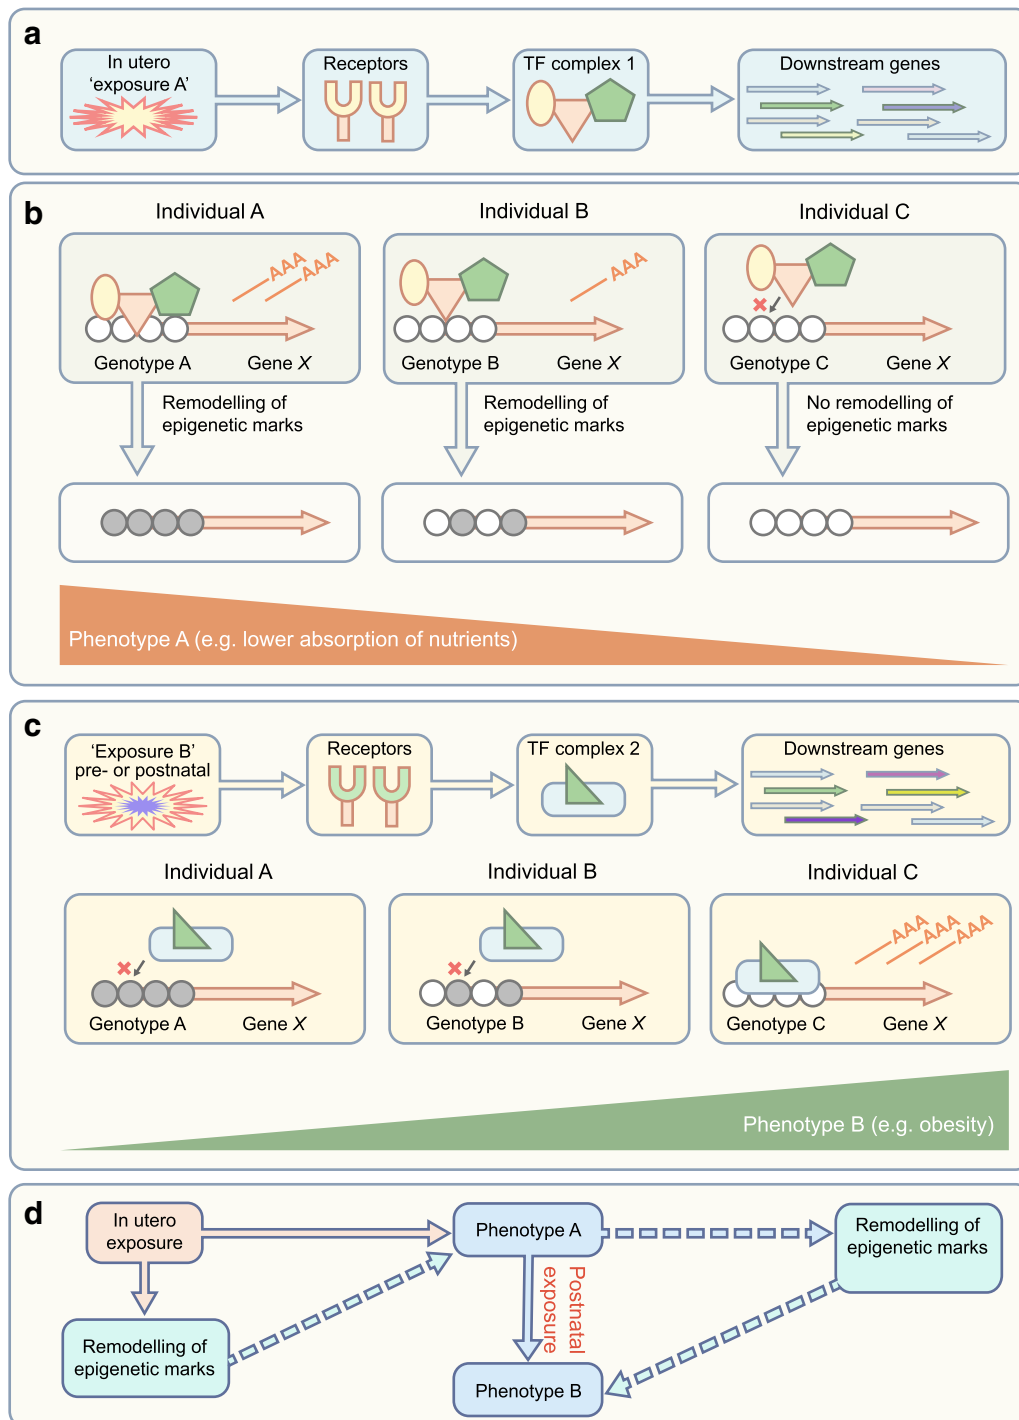 a
In utero
‘exposure A’
Receptors
TF complex 1
Downstream genes
b
Individual A
Individual B
Individual C
AAA
AAA
AAA
Genotype A
Gene X
Genotype B
Gene X
Genotype C
Gene X
Remodelling of
epigenetic marks
Remodelling of
epigenetic marks
No remodelling of
epigenetic marks
Phenotype A (e.g. lower absorption of nutrients)
c
‘Exposure B’
pre- or postnatal
Receptors
TF complex 2
Downstream genes
Individual A
Individual B
Individual C
AAA
AAA
AAA
Genotype A
Gene X
Genotype B
Gene X
Genotype C
Gene X
Phenotype B (e.g. obesity)
d
In utero
exposure
Phenotype A
Remodelling of
epigenetic marks
Postnatal
exposure
Remodelling of
epigenetic marks
Phenotype B